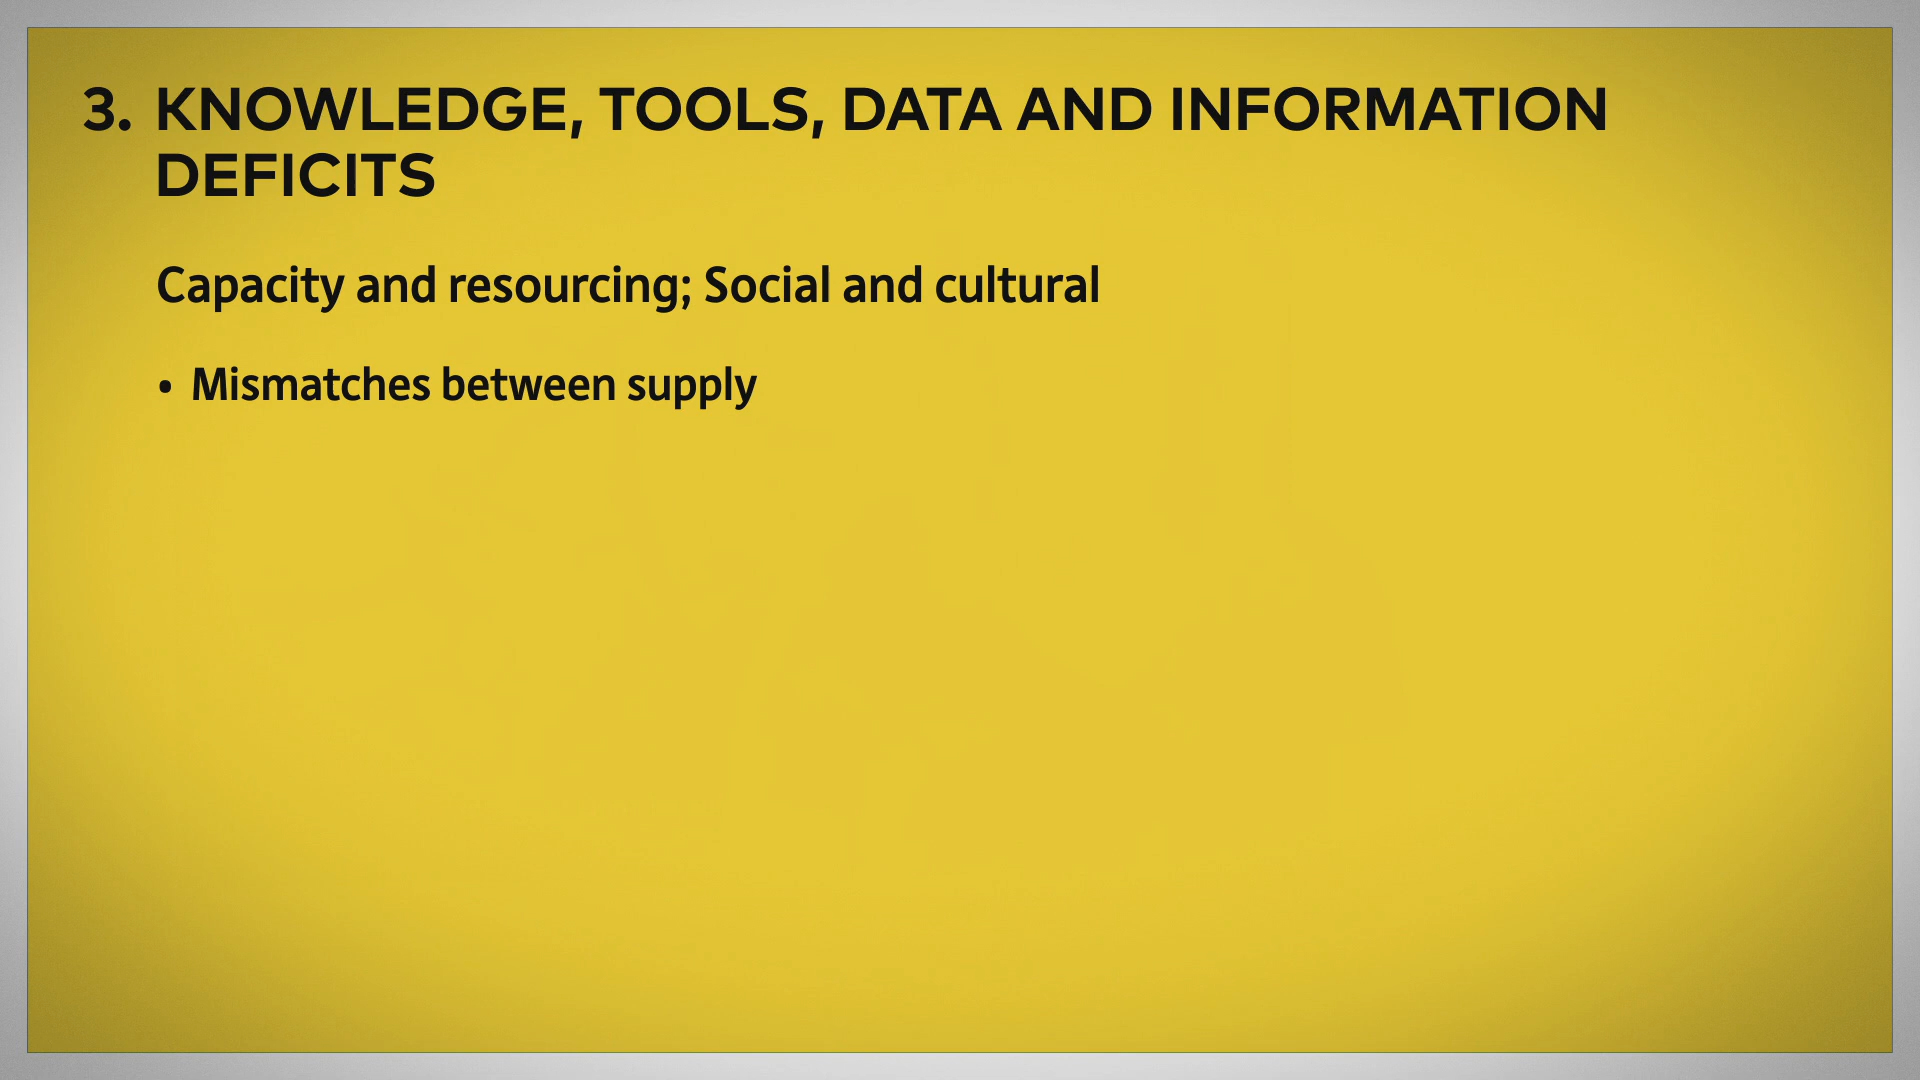 3. KNOWLEDGE, TOOLS, DATA AND INFORMATION
DEFICITS
Capacity and resourcing; Social and cultural
• Mismatches between supply